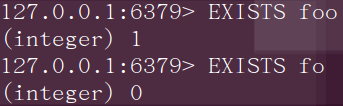 127.0.0.1:6379> EXISTS foo
(integer) 1
127.0.0.1:6379> EXISTS fo
(integer) 0